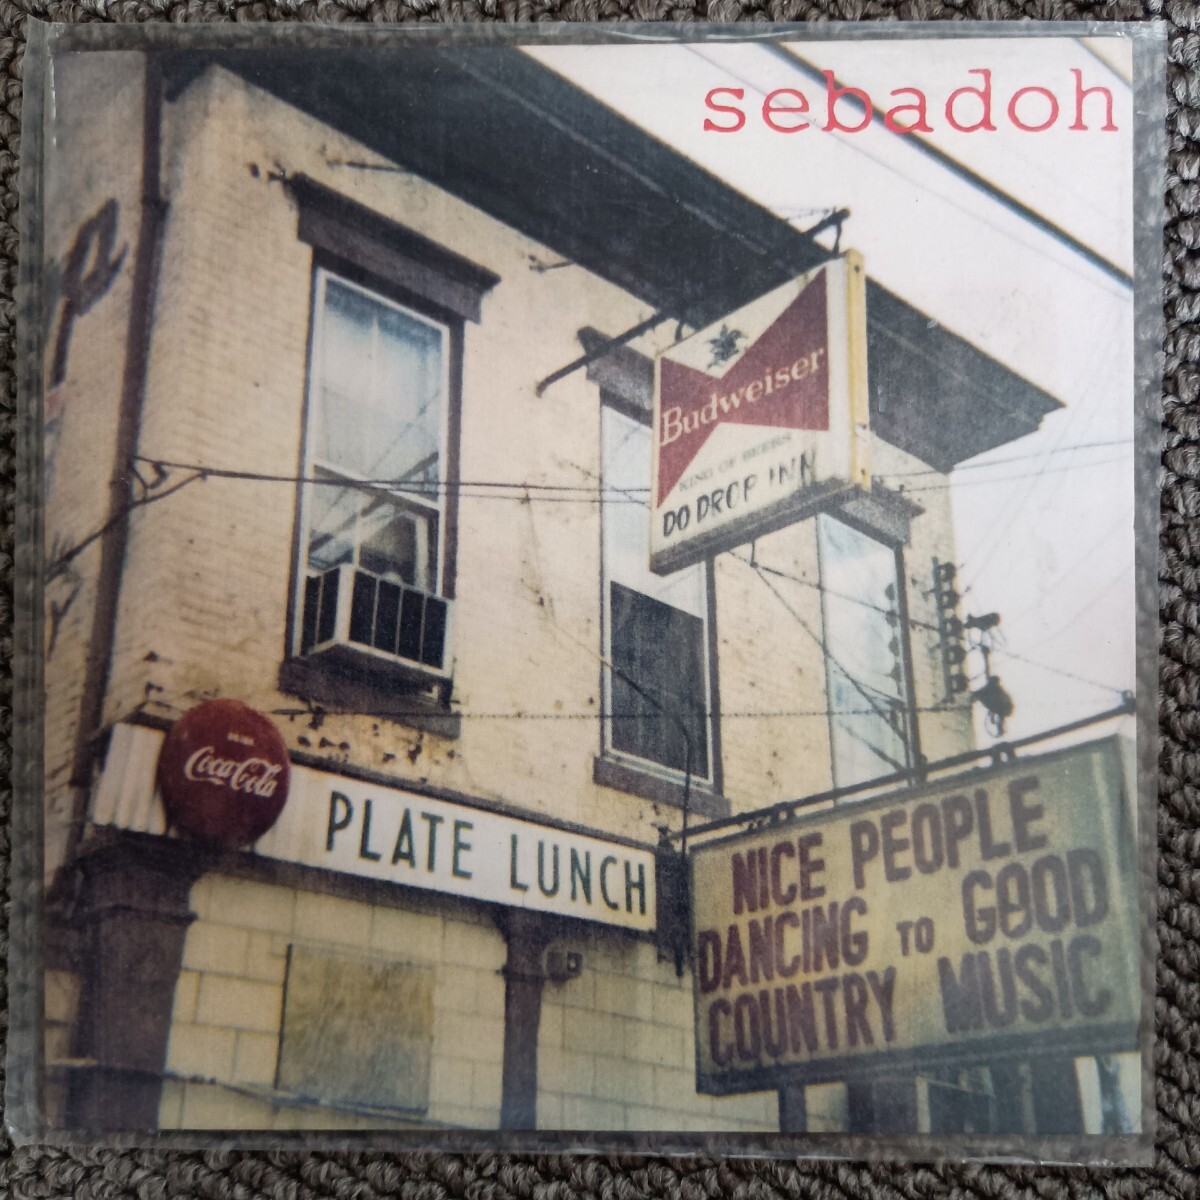 sebadoh
Budweiser
KING OF BEERS
DO DROP INN
Coca-Cola
PLATE LUNCH
NICE PEOPLE
DANCING TO GOOD
COUNTRY MUSIC